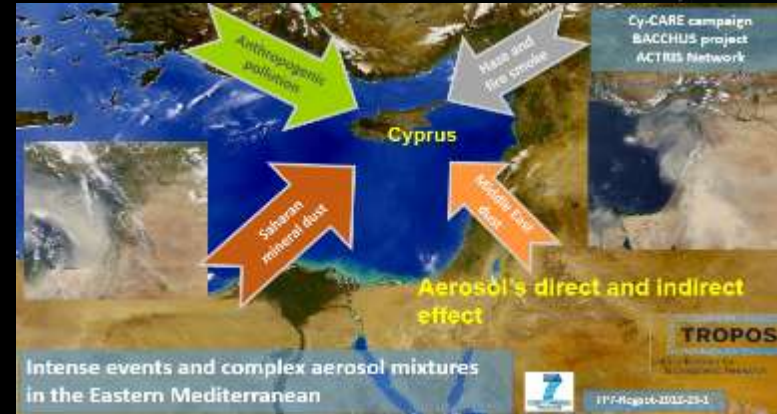 Cy-CARE campaign
BACCHUS project
ACTRIS Network
Anthropogenic
pollution
Haze and
fire smoke
Cyprus
Saharan
mineral dust
Middle East
dust
Aerosol's direct and indirect
effect
TROPOS
Intense events and complex aerosol mixtures
in the Eastern Mediterranean